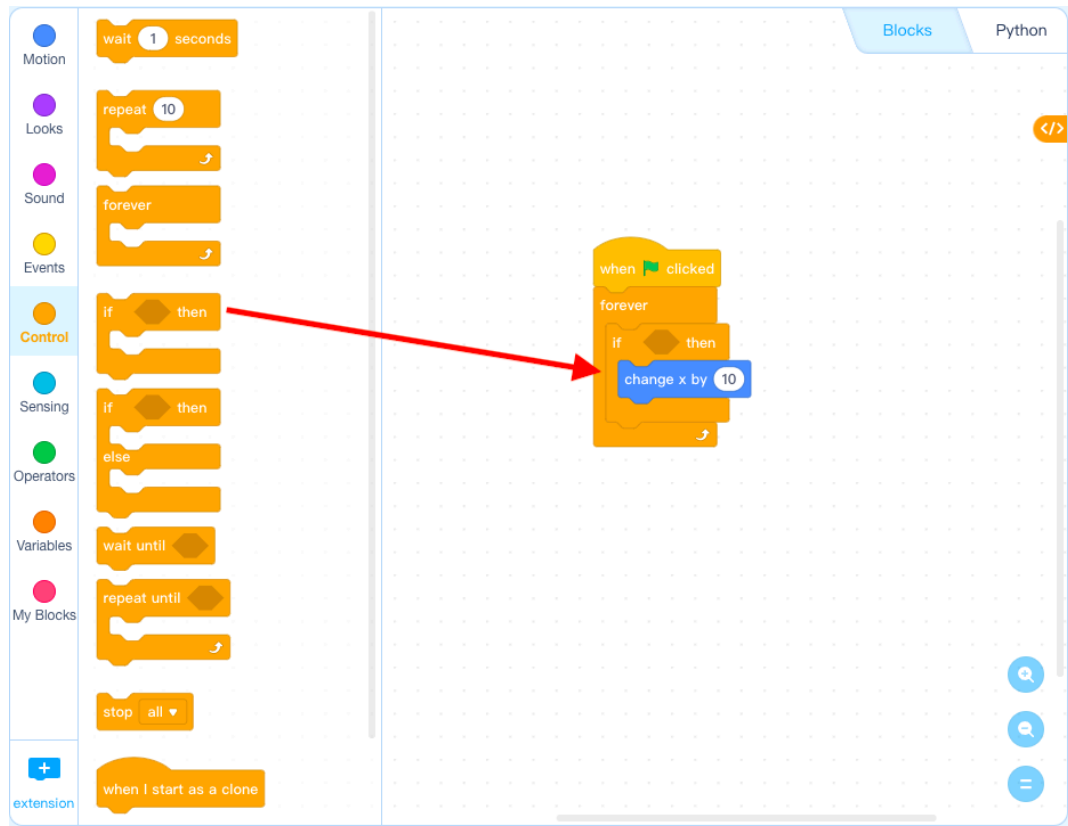 Motion
Looks
Sound
Events
Control
Sensing
Operators
Variables
My Blocks
extension
wait 1 seconds
repeat 10
forever
if then
if then
else
wait until
repeat until
stop all
when I start as a clone
Blocks
Python
</>
when clicked
forever
if then
change x by 10